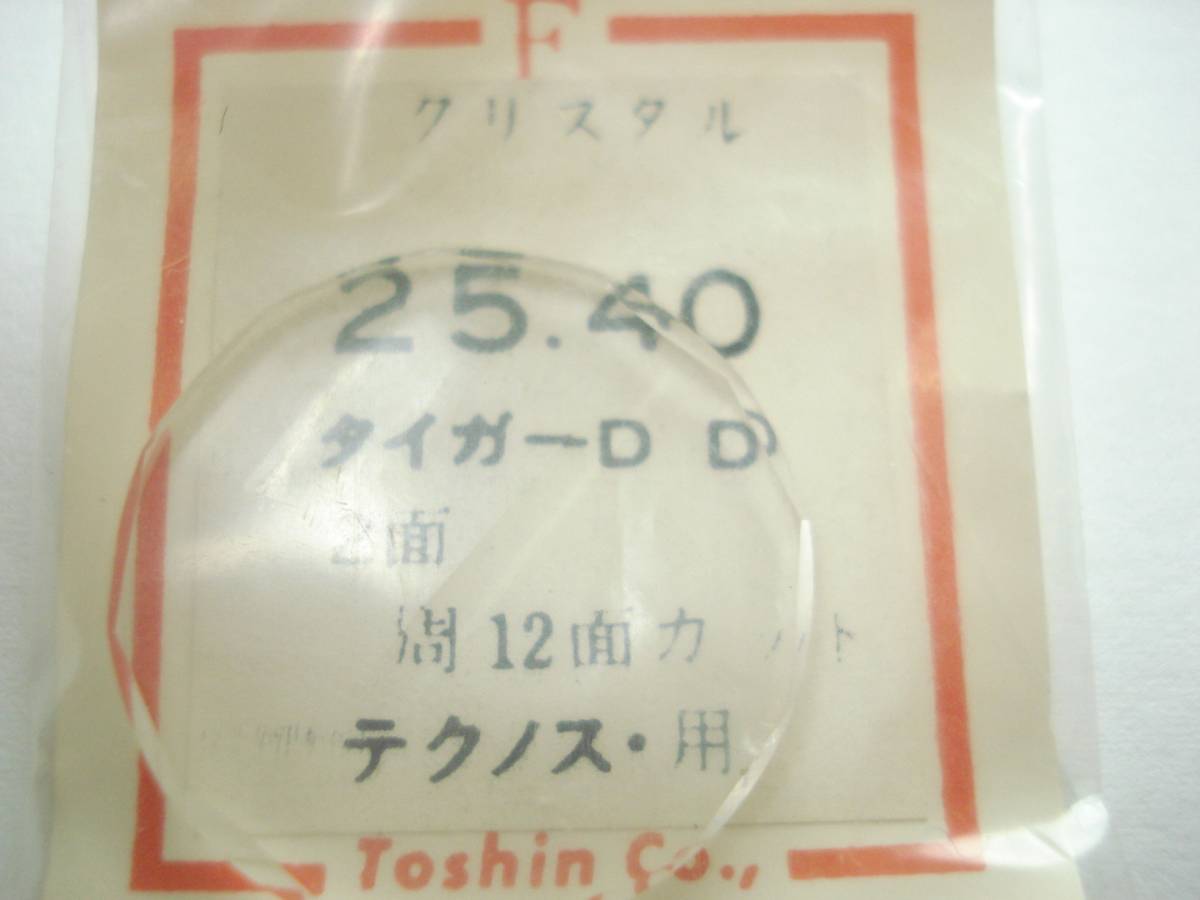 F
クリスタル
25.40
タイガーD D
2面
周12面カット
テクノス・用
Toshin Co.,